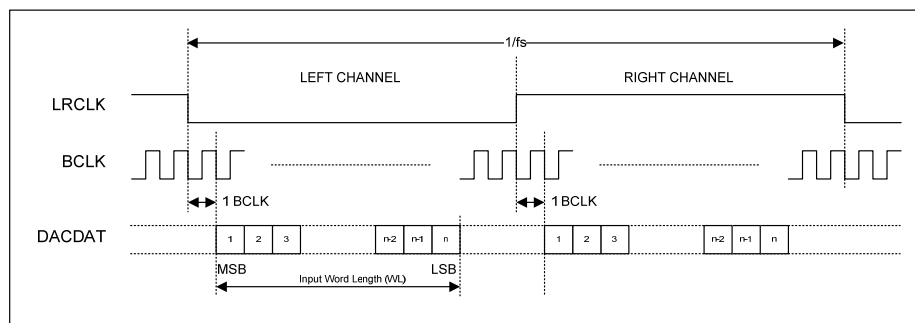 1/fs
LEFT CHANNEL RIGHT CHANNEL
LRCLK
BCLK
1 BCLK 1 BCLK
DACDAT 1 2 3 n-2 n-1 n 1 2 3 n-2 n-1 n
MSB LSB
Input Word Length (WL)